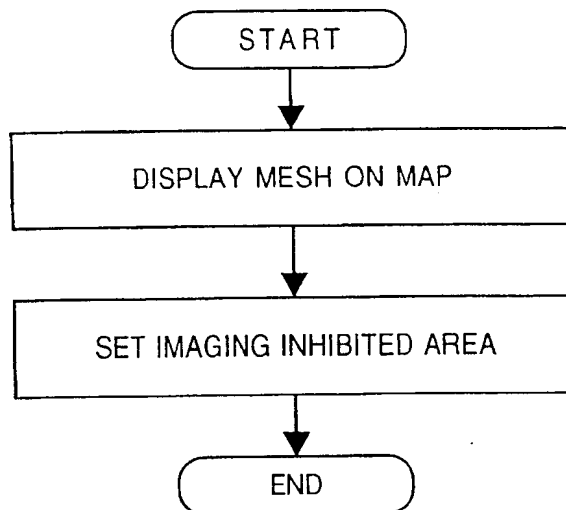 START
DISPLAY MESH ON MAP
SET IMAGING INHIBITED AREA
END